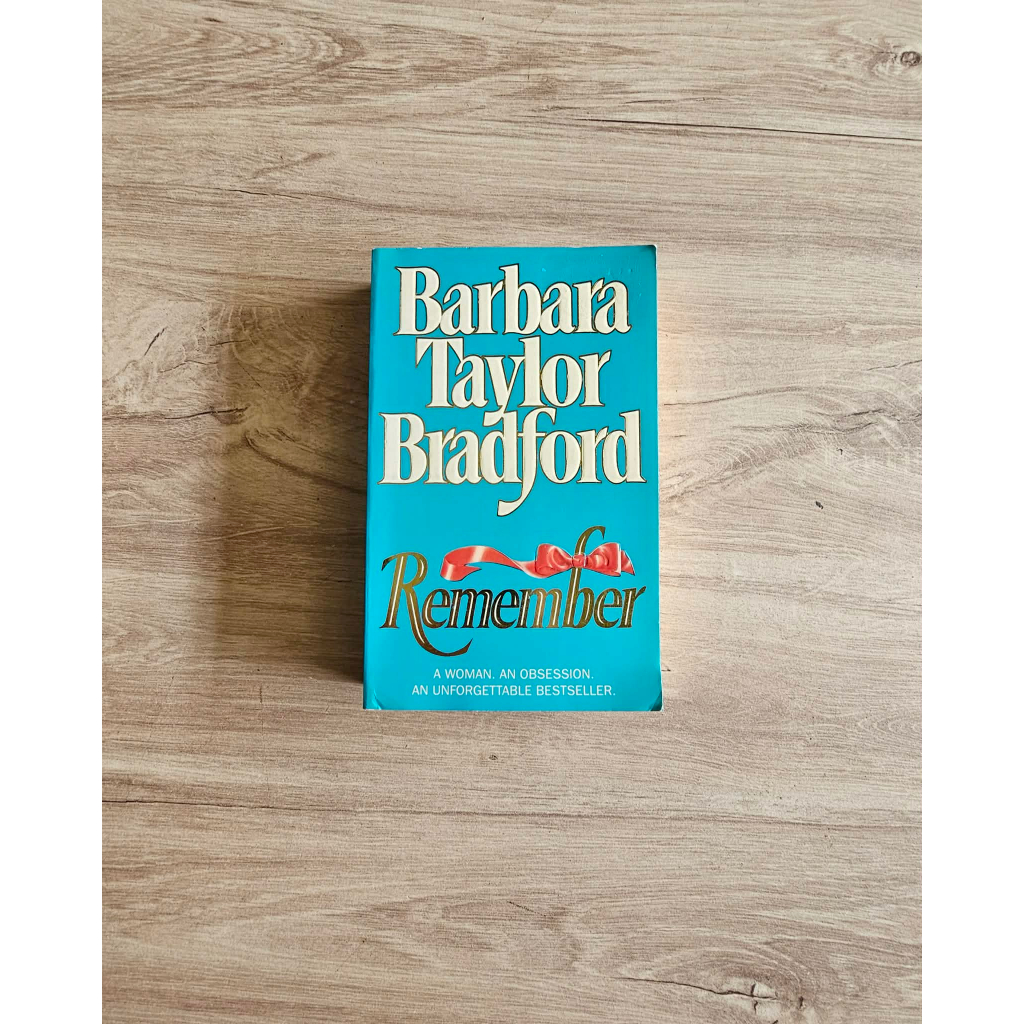 Barbara
Taylor
Bradford
Remember
A WOMAN. AN OBSESSION.
AN UNFORGETTABLE BESTSELLER.